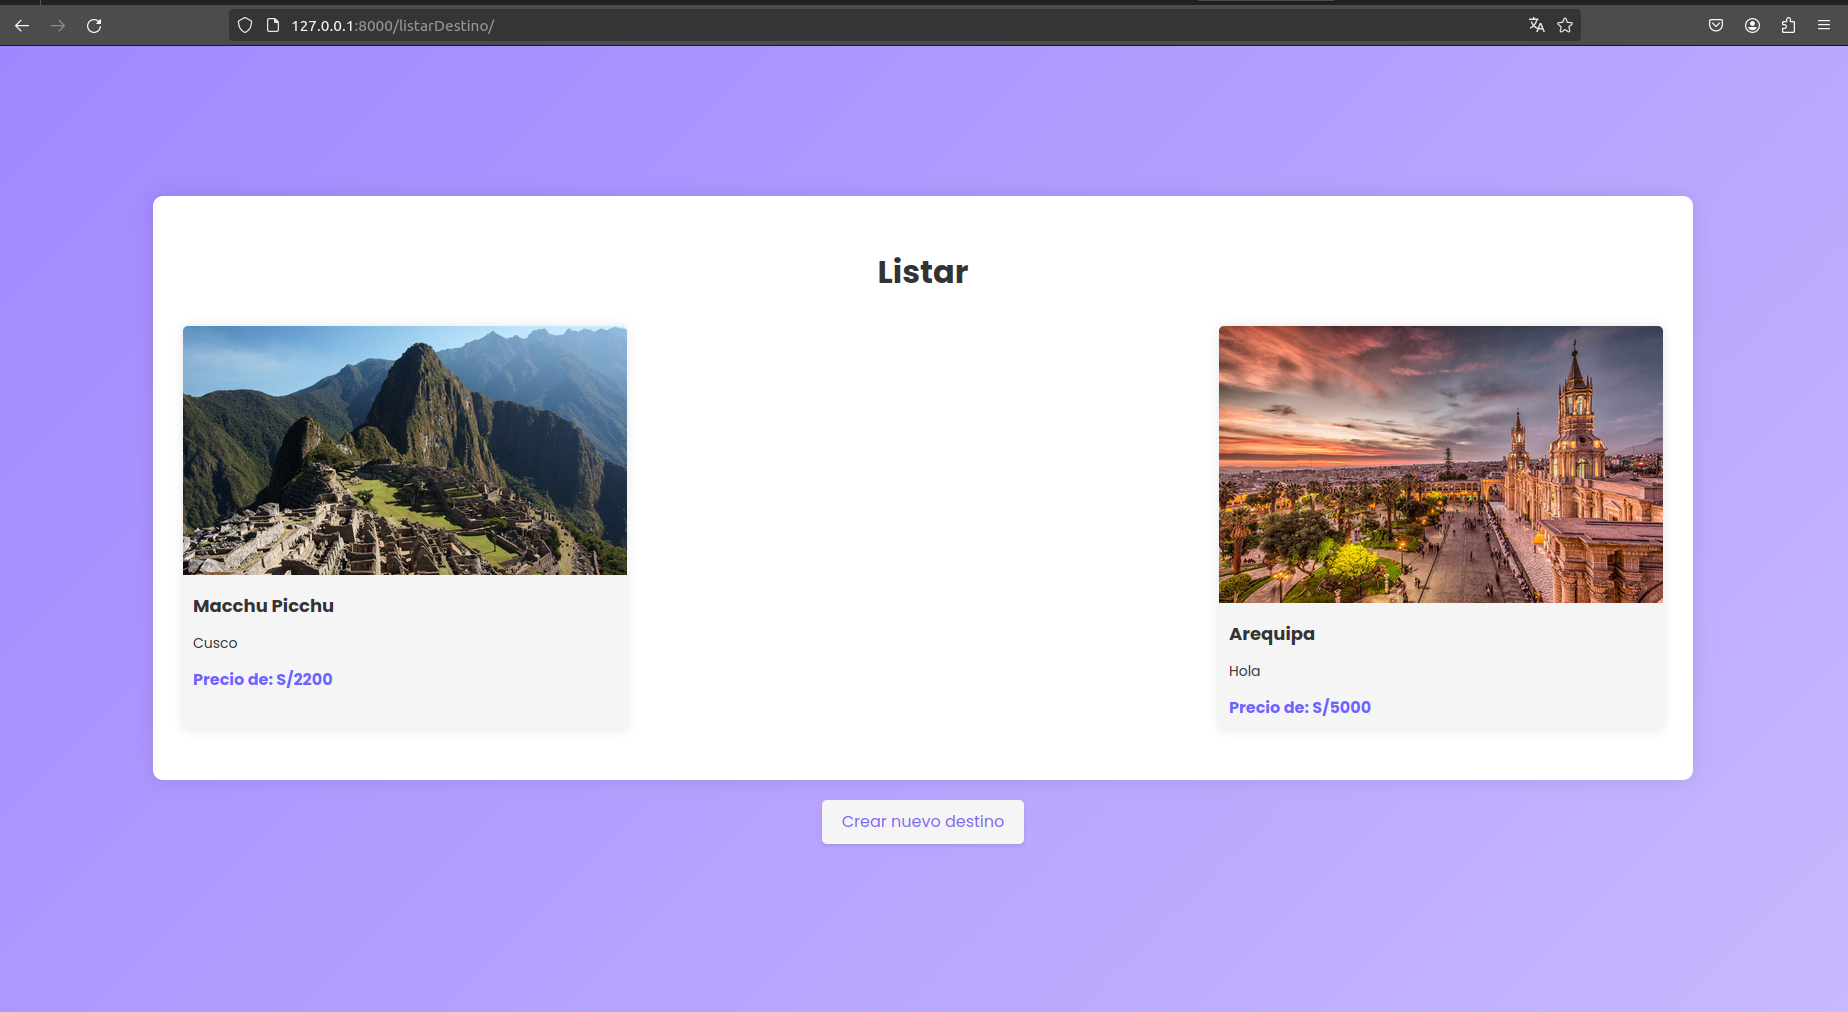 127.0.0.1:8000/listarDestino/
Listar
Macchu Picchu
Cusco
Precio de: S/2200
Arequipa
Hola
Precio de: S/5000
Crear nuevo destino